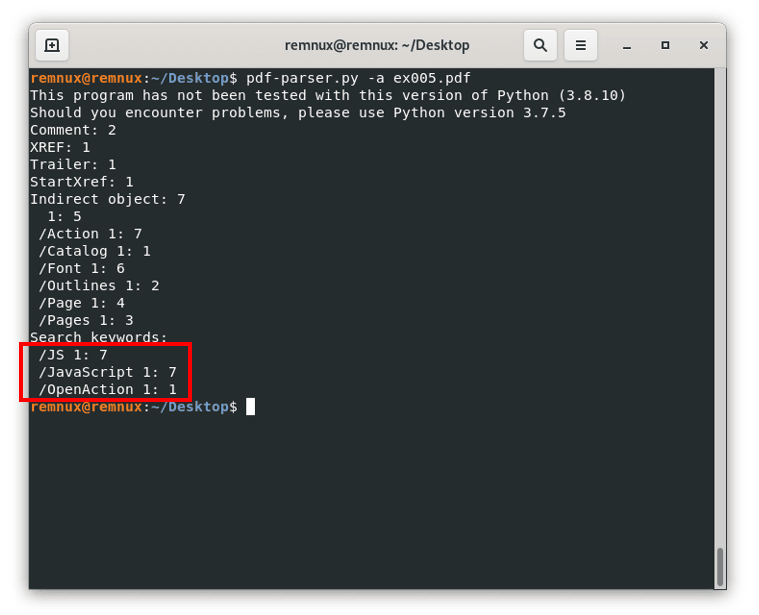 remnux@remnux: ~/Desktop
remnux@remnux:~/Desktop$ pdf-parser.py -a ex005.pdf
This program has not been tested with this version of Python (3.8.10)
Should you encounter problems, please use Python version 3.7.5
Comment: 2
XREF: 1
Trailer: 1
StartXref: 1
Indirect object: 7
  1: 5
 /Action 1: 7
 /Catalog 1: 1
 /Font 1: 6
 /Outlines 1: 2
 /Page 1: 4
 /Pages 1: 3
Search keywords:
 /JS 1: 7
 /JavaScript 1: 7
 /OpenAction 1: 1
remnux@remnux:~/Desktop$